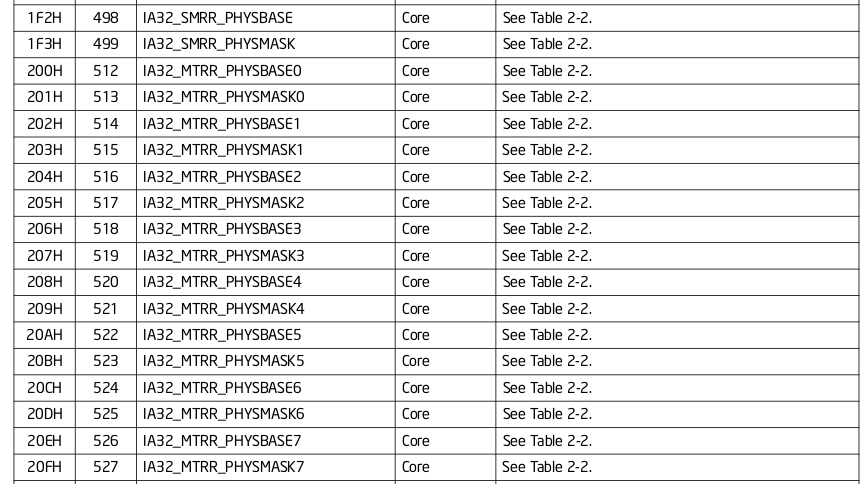 1F2H 498 IA32_SMRR_PHYSBASE Core See Table 2-2.
1F3H 499 IA32_SMRR_PHYSMASK Core See Table 2-2.
200H 512 IA32_MTRR_PHYSBASE0 Core See Table 2-2.
201H 513 IA32_MTRR_PHYSMASK0 Core See Table 2-2.
202H 514 IA32_MTRR_PHYSBASE1 Core See Table 2-2.
203H 515 IA32_MTRR_PHYSMASK1 Core See Table 2-2.
204H 516 IA32_MTRR_PHYSBASE2 Core See Table 2-2.
205H 517 IA32_MTRR_PHYSMASK2 Core See Table 2-2.
206H 518 IA32_MTRR_PHYSBASE3 Core See Table 2-2.
207H 519 IA32_MTRR_PHYSMASK3 Core See Table 2-2.
208H 520 IA32_MTRR_PHYSBASE4 Core See Table 2-2.
209H 521 IA32_MTRR_PHYSMASK4 Core See Table 2-2.
20AH 522 IA32_MTRR_PHYSBASE5 Core See Table 2-2.
20BH 523 IA32_MTRR_PHYSMASK5 Core See Table 2-2.
20CH 524 IA32_MTRR_PHYSBASE6 Core See Table 2-2.
20DH 525 IA32_MTRR_PHYSMASK6 Core See Table 2-2.
20EH 526 IA32_MTRR_PHYSBASE7 Core See Table 2-2.
20FH 527 IA32_MTRR_PHYSMASK7 Core See Table 2-2.